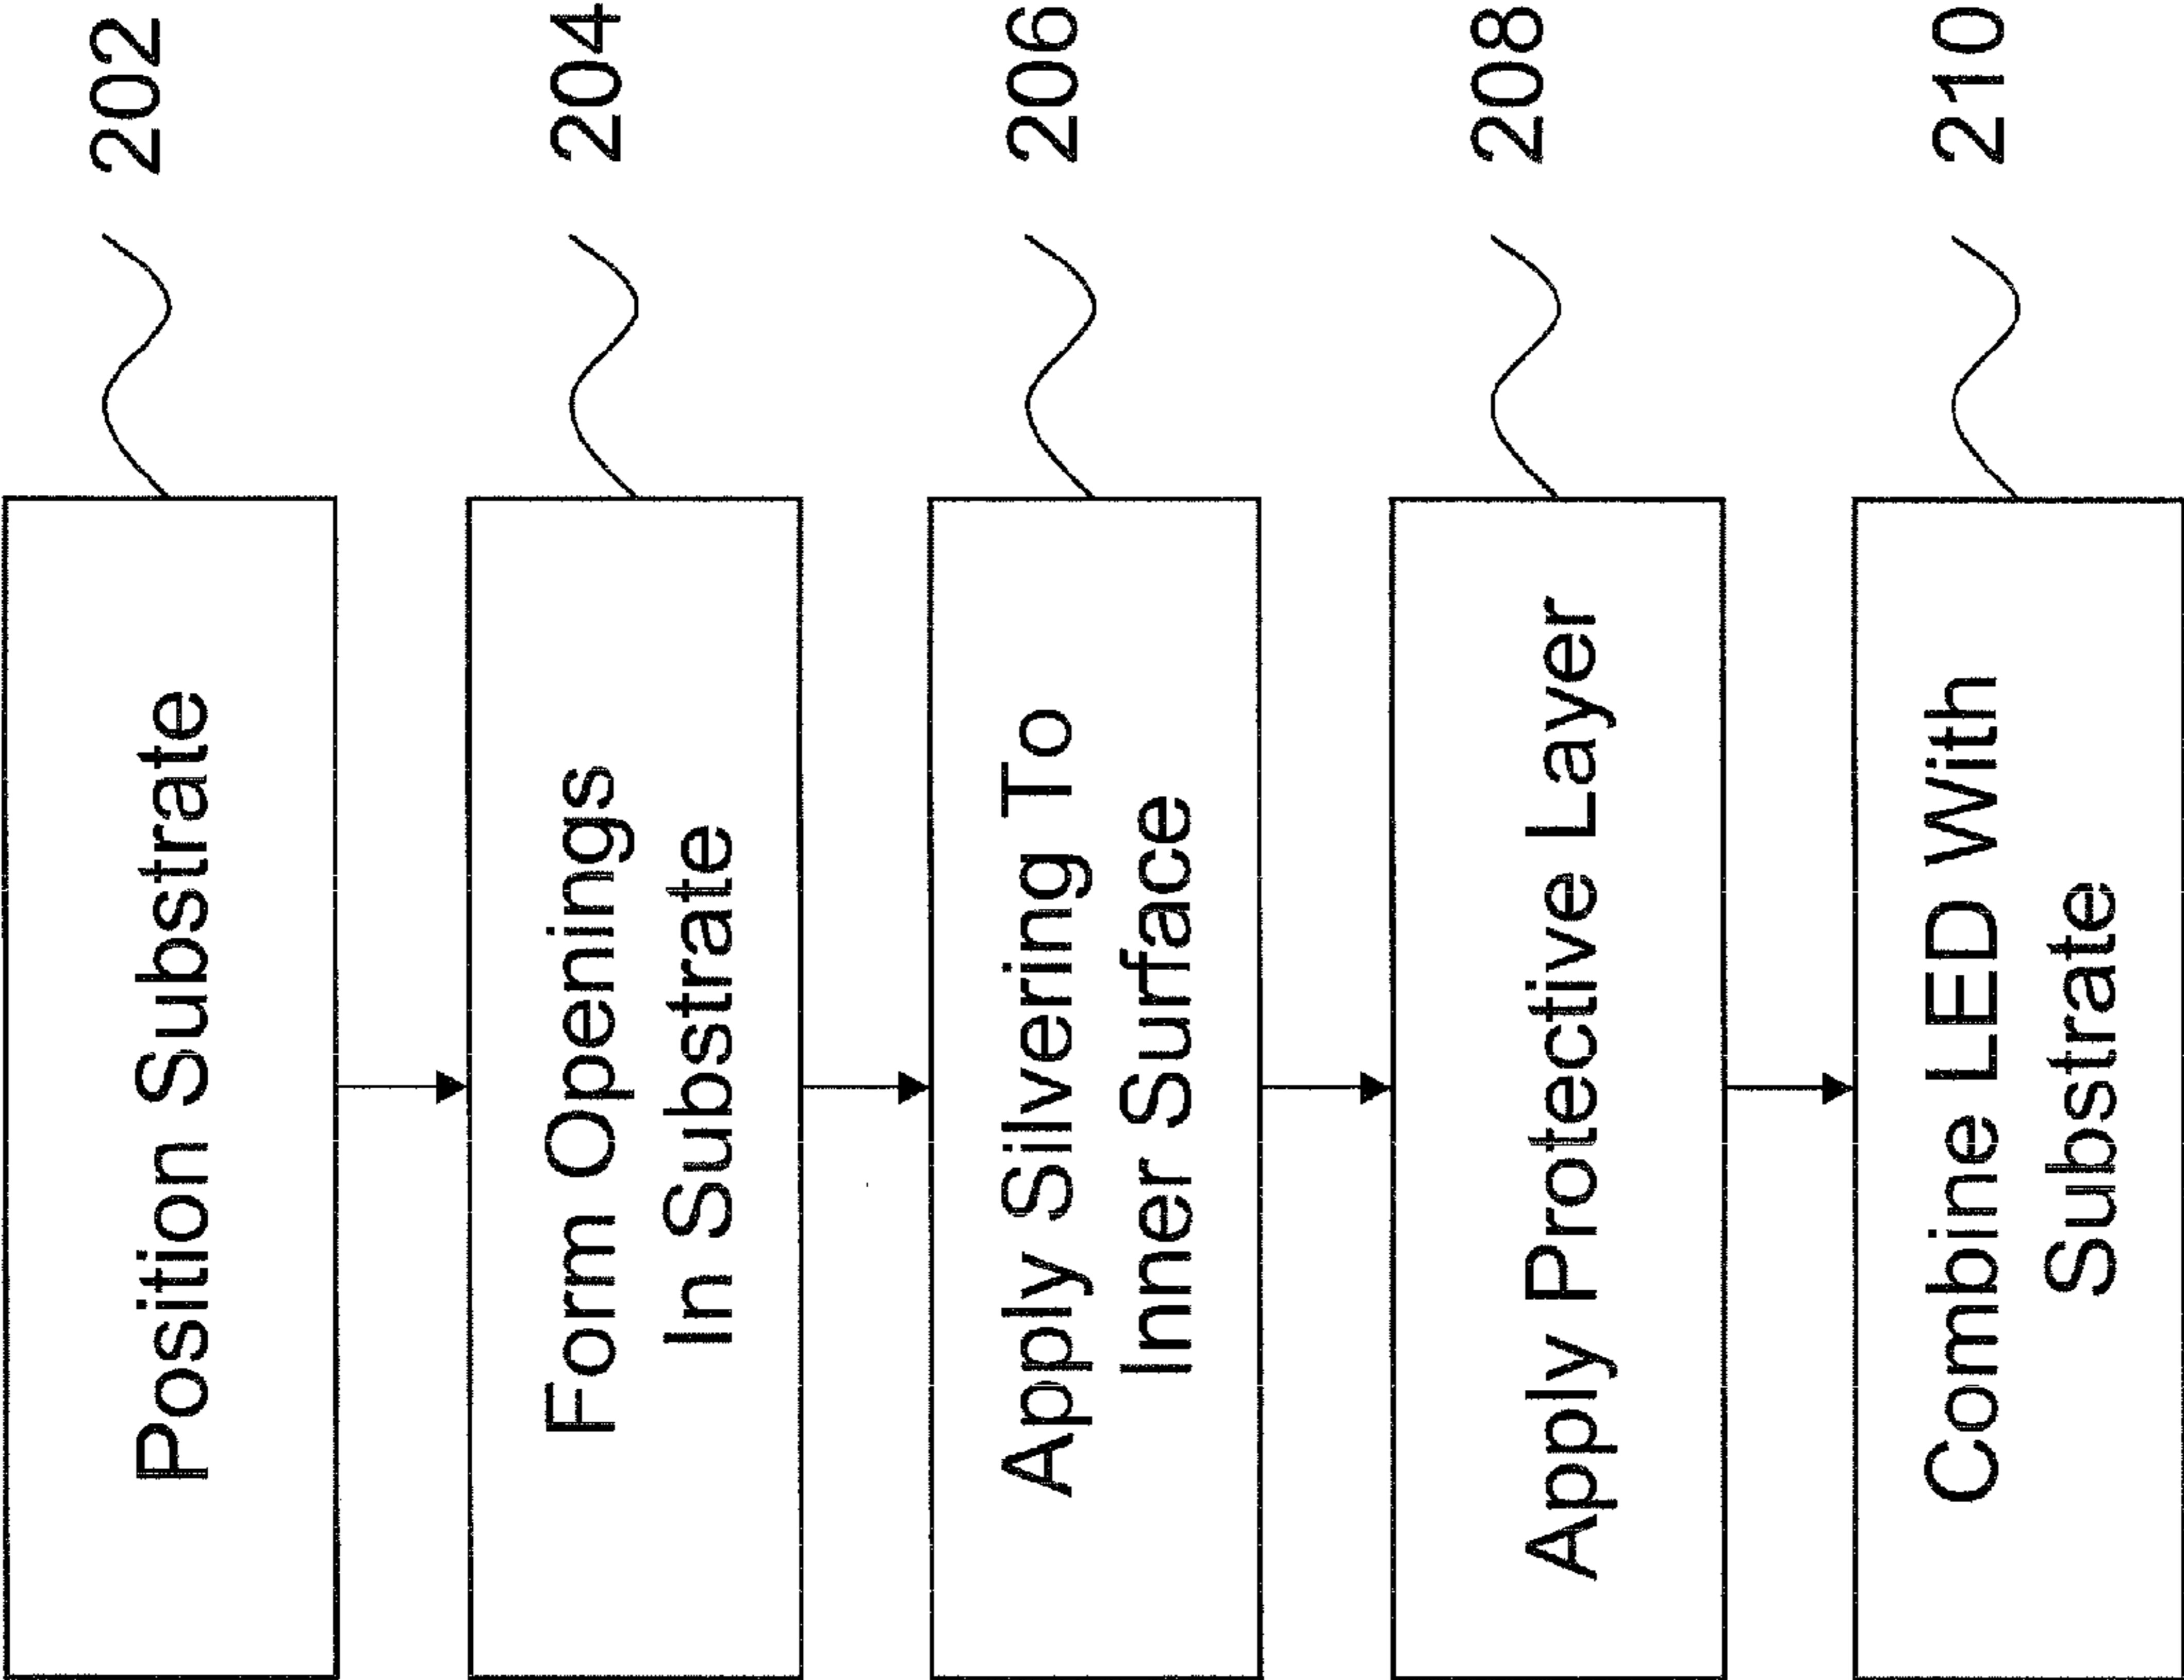 Position Substrate
202
Form Openings
In Substrate
204
Apply Silvering To
Inner Surface
206
Apply Protective Layer
208
Combine LED With
Substrate
210